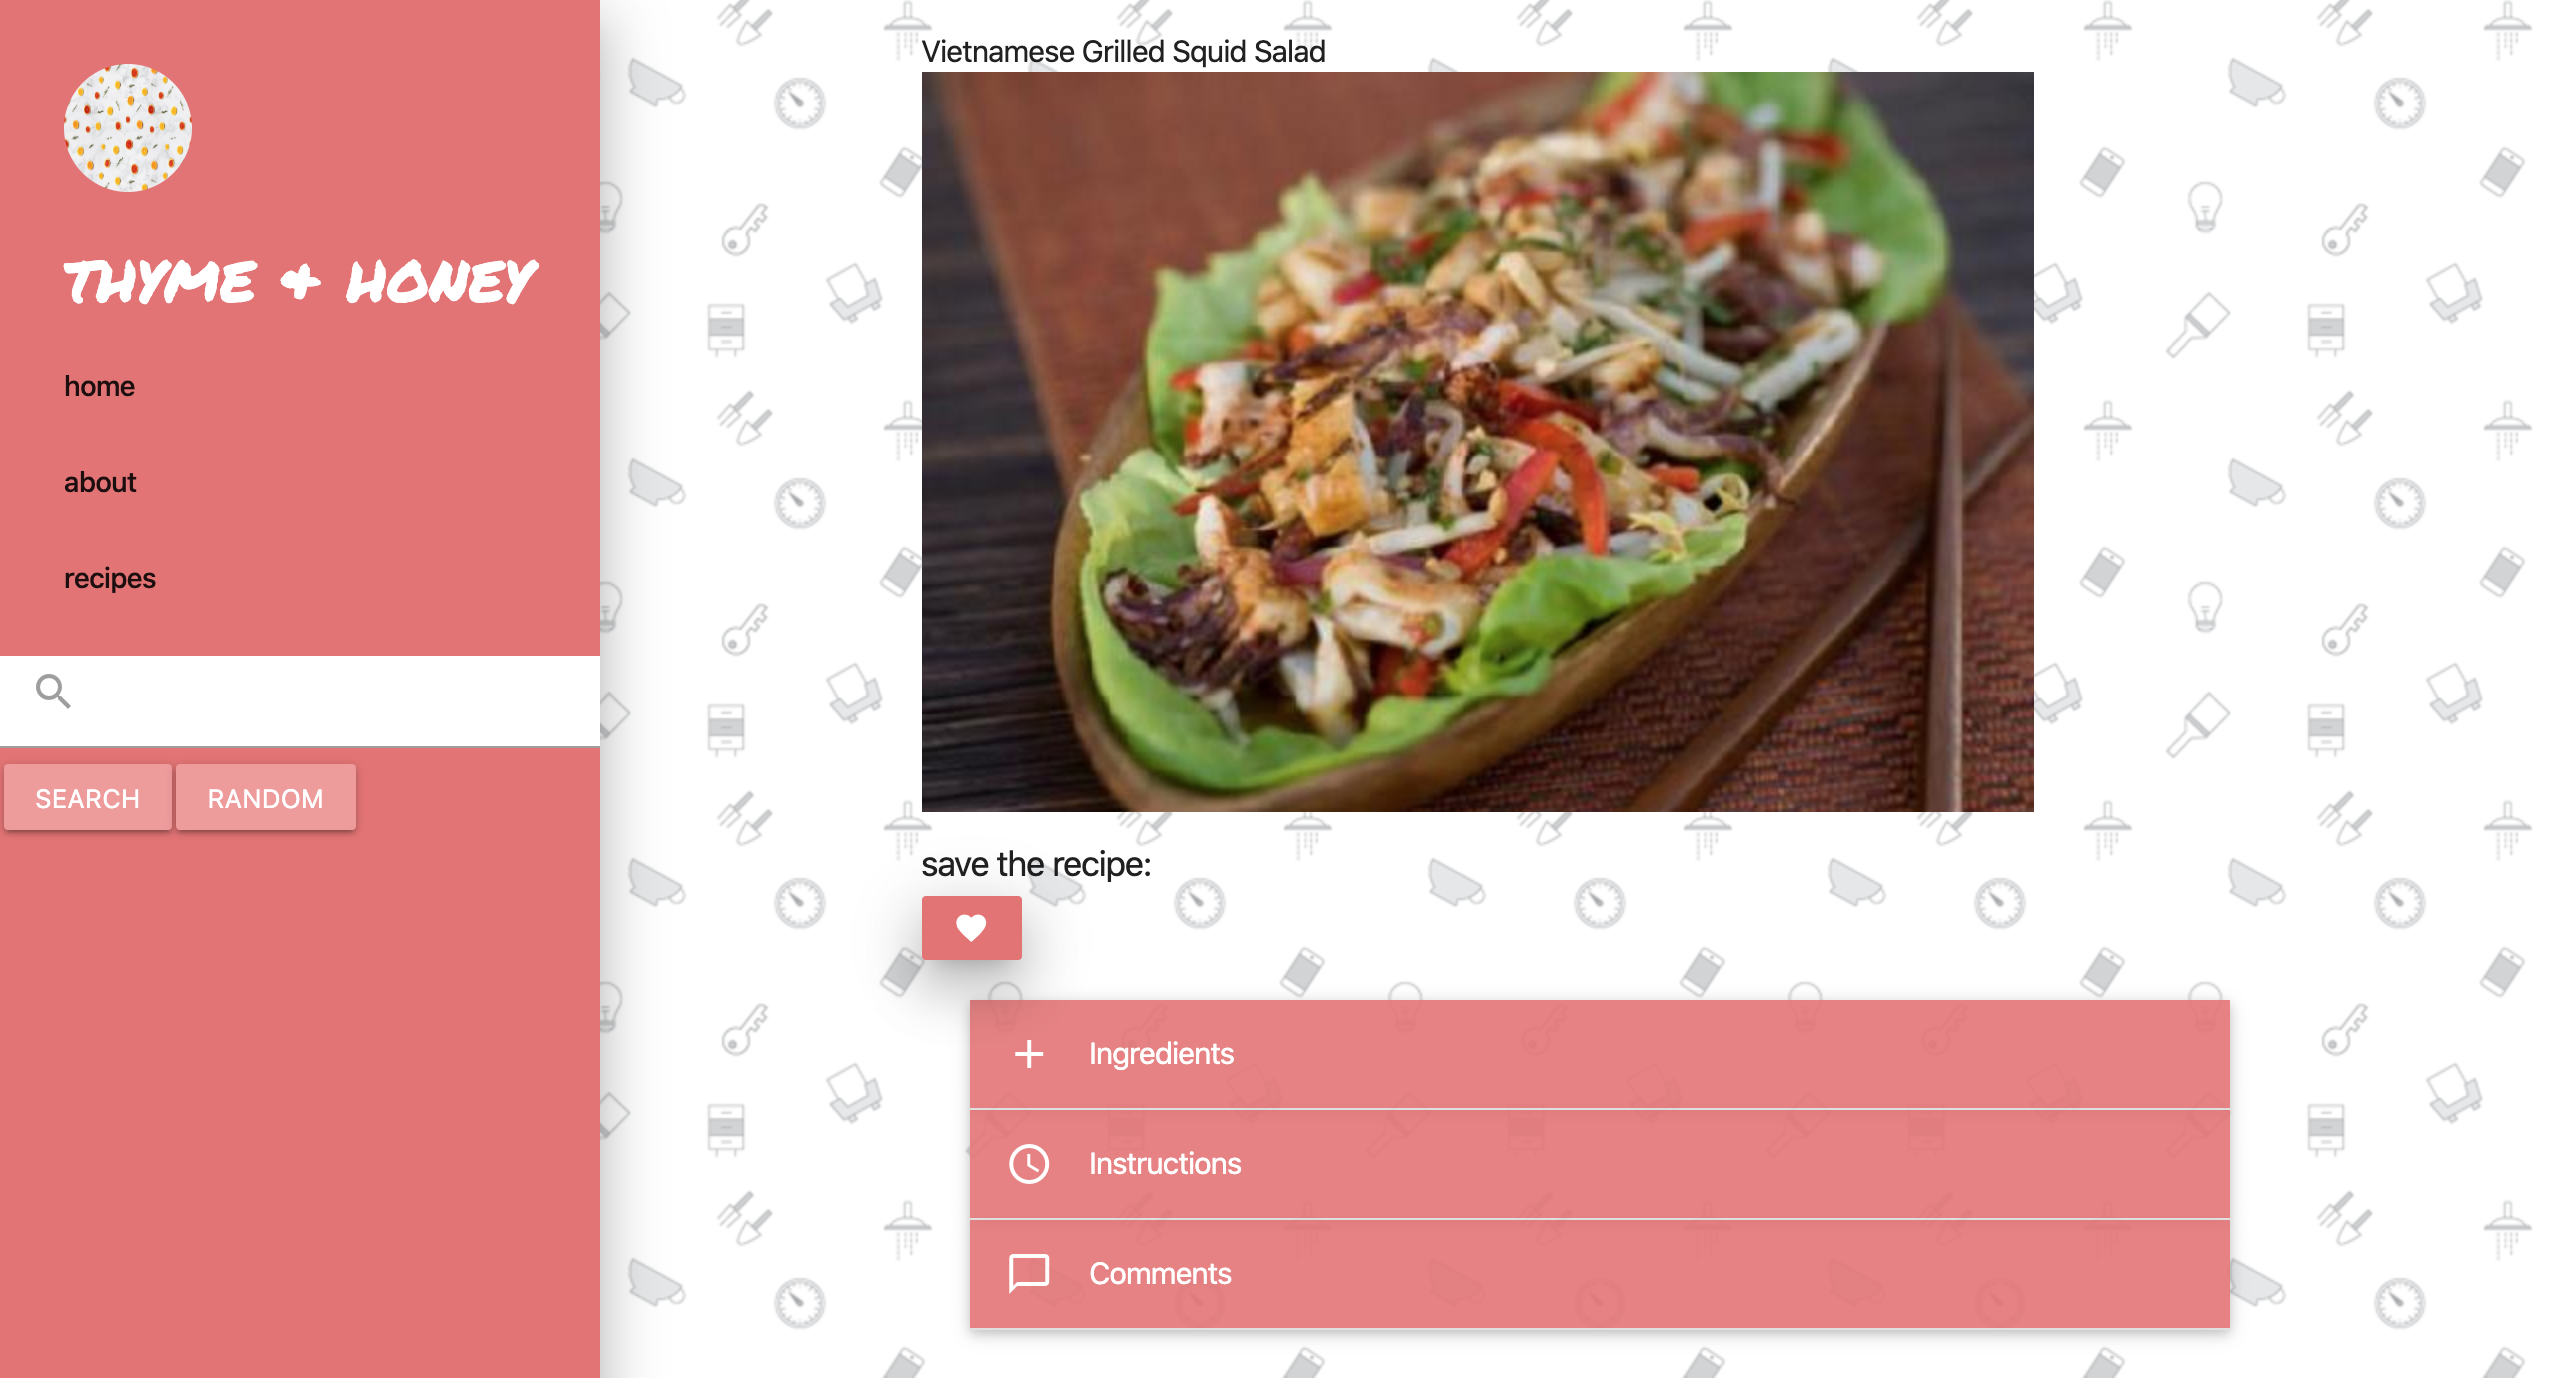 THYME & HONEY
home
about
recipes
SEARCH RANDOM
Vietnamese Grilled Squid Salad
save the recipe:
Ingredients
Instructions
Comments